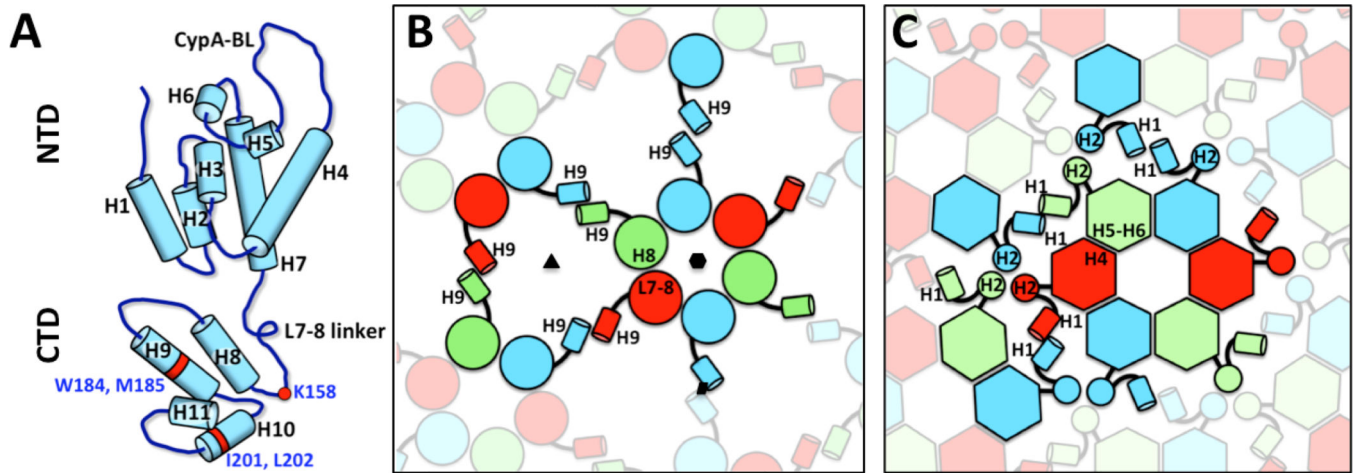 A
CypA-BL
NTD
H6
H5
H3
H4
H1
H2
H7
CTD
L7-8 linker
H9
H8
W184, M185
K158
H11
H10
I201, L202
B
H9
H9
H9
H9
H8
H9
H9
L7-8
H9
H9
C
H2
H1
H1
H2
H2
H1
H1
H5-H6
H2
H4
H1
H2
H2
H1
H1